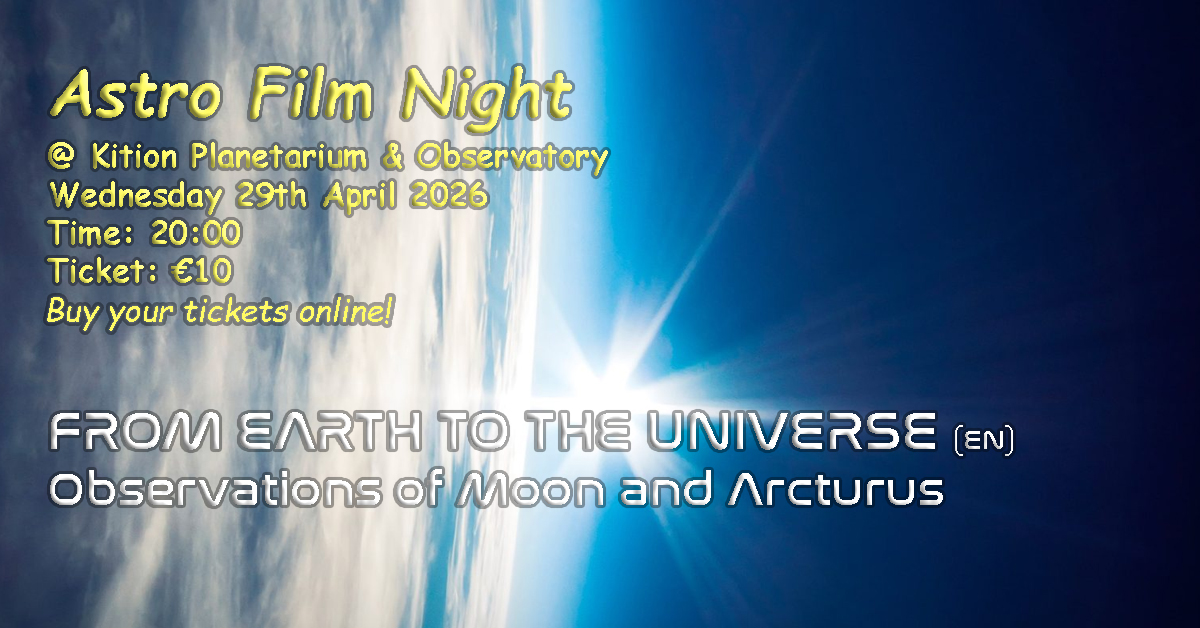 Astro Film Night
@ Kition Planetarium & Observatory
Wednesday 29th April 2026
Time: 20:00
Ticket: €10
Buy your tickets online!
FROM EARTH TO THE UNIVERSE (EN)
Observations of Moon and Arcturus